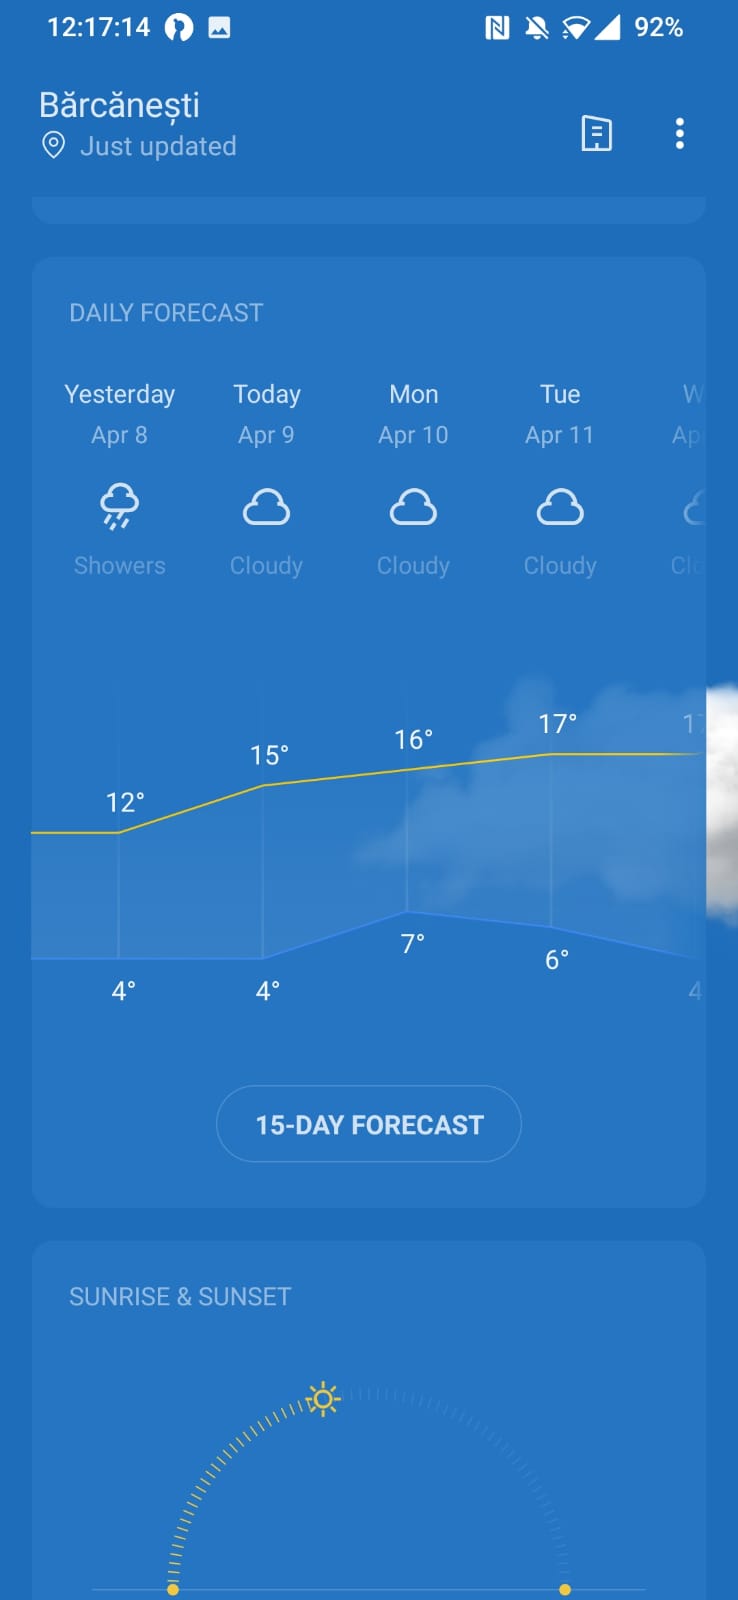 12:17:14 92%
Bărcănești
Just updated
DAILY FORECAST
Yesterday Today Mon Tue W
Apr 8 Apr 9 Apr 10 Apr 11 Ap
Showers Cloudy Cloudy Cloudy Clo
12° 15° 16° 17° 17
4° 4° 7° 6° 4
15-DAY FORECAST
SUNRISE & SUNSET